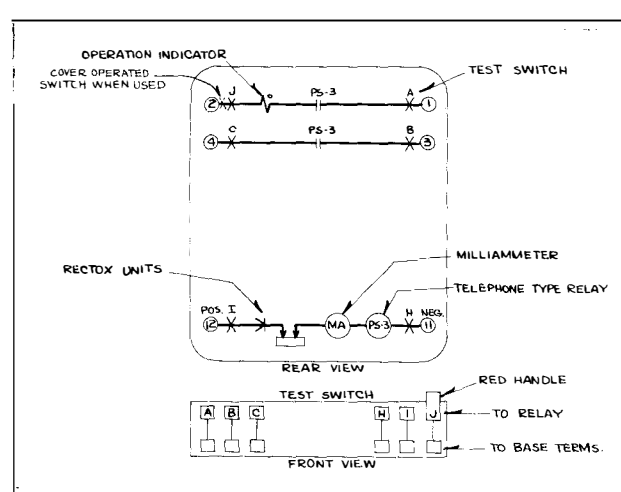 OPERATION INDICATOR
COVER OPERATED
SWITCH WHEN USED
TEST SWITCH
J PS-3 A
2 1
C PS-3 B
4 3
MILLIAMMETER
RECTOX UNITS
TELEPHONE TYPE RELAY
POS. I H NEG.
12 MA PS-3 11
REAR VIEW
RED HANDLE
TEST SWITCH
A B C H I J TO RELAY
TO BASE TERMS.
FRONT VIEW